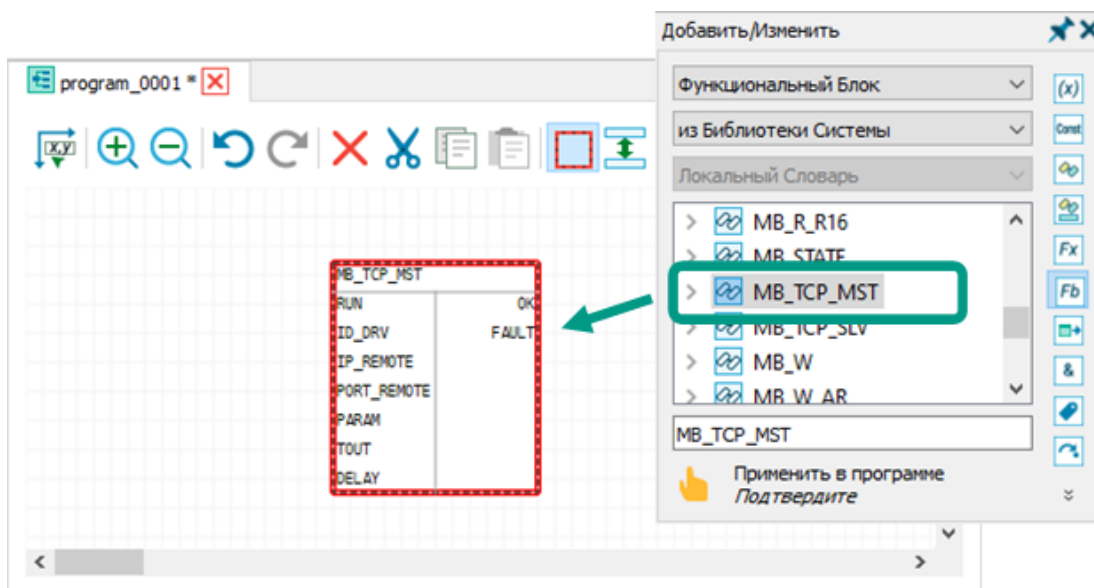 Добавить/Изменить
program_0001 *
Функциональный Блок
(x)
из Библиотеки Системы
Const
x,y
Локальный Словарь
MB_R_R16
MB_STATE
Fx
MB_TCP_MST
RUN
OK
ID_DRV
FAULT
IP_REMOTE
PORT_REMOTE
PARAM
TOUT
DELAY
MB_TCP_MST
Fb
MB_TCP_SLV
MB_W
&
MB_W_AR
MB_TCP_MST
Применить в программе
Подтвердите